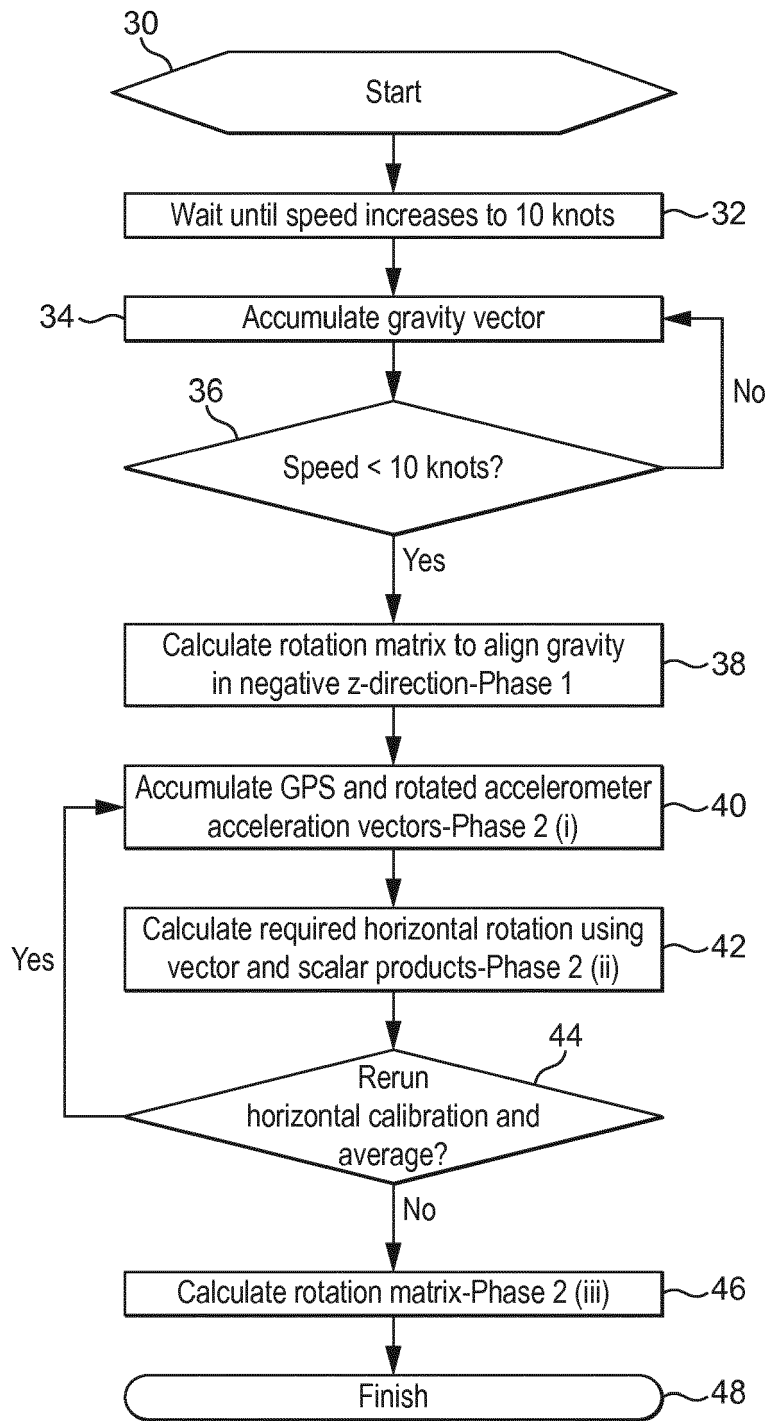 30
Start
Wait until speed increases to 10 knots
32
34
Accumulate gravity vector
36
No
Speed < 10 knots?
Yes
Calculate rotation matrix to align gravity
in negative z-direction-Phase 1
38
Accumulate GPS and rotated accelerometer
acceleration vectors-Phase 2 (i)
40
Calculate required horizontal rotation using
vector and scalar products-Phase 2 (ii)
42
Yes
44
Rerun
horizontal calibration and
average?
No
Calculate rotation matrix-Phase 2 (iii)
46
Finish
48